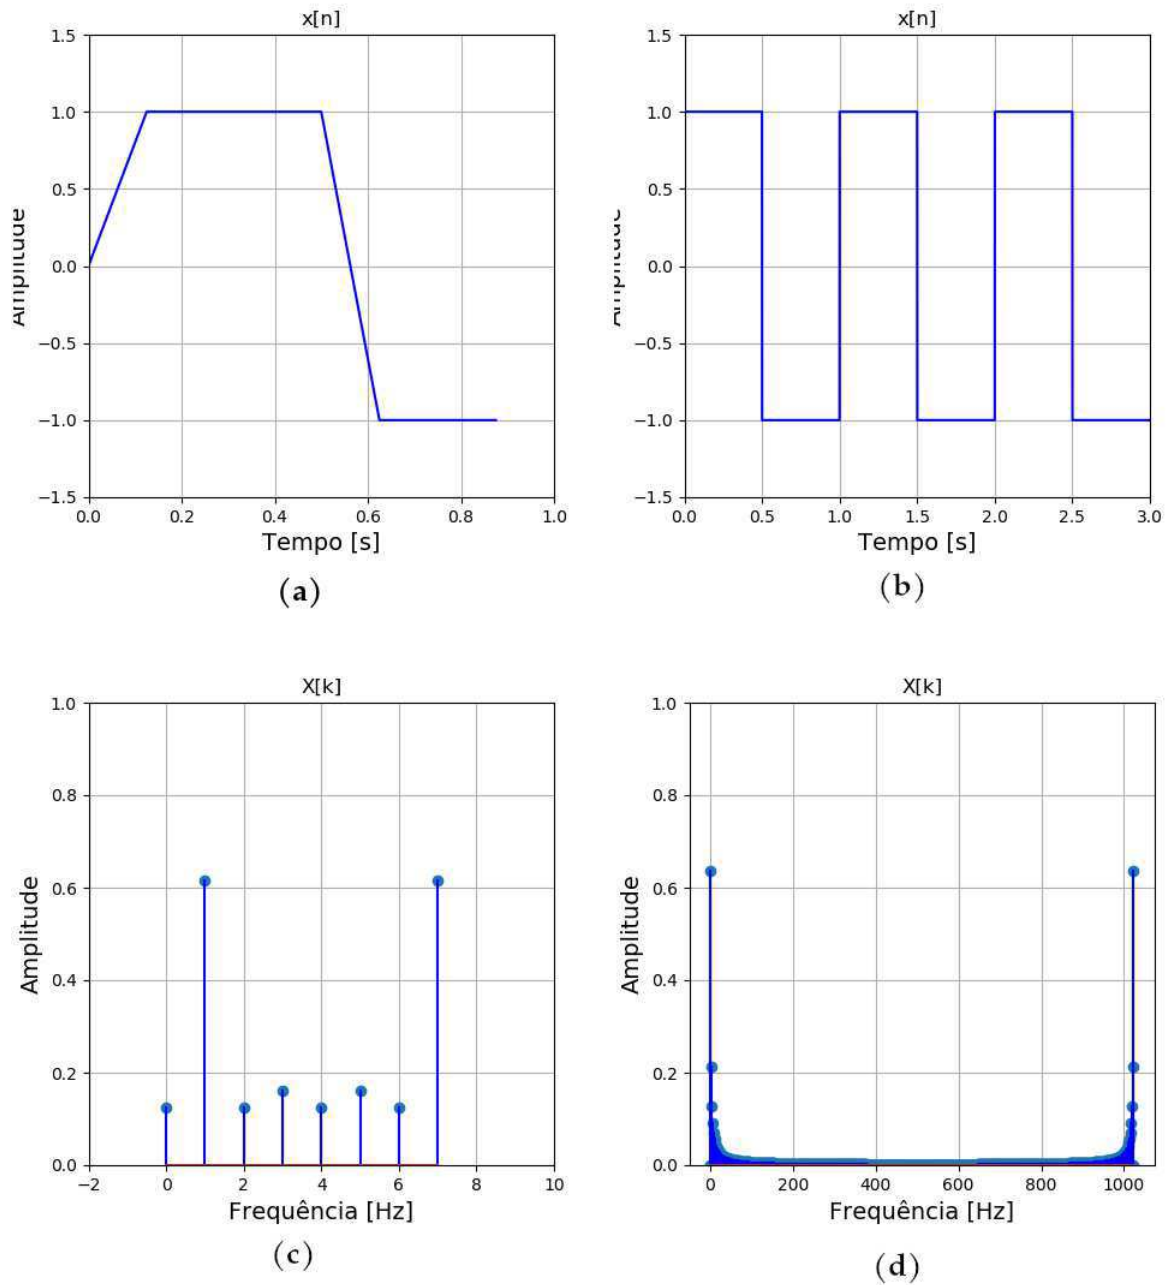 x[n]
1.5
1.0
0.5
0.0
−0.5
−1.0
−1.5
Amplitude
0.0 0.2 0.4 0.6 0.8 1.0
Tempo [s]
(a)
x[n]
1.5
1.0
0.5
0.0
−0.5
−1.0
−1.5
Amplitude
0.0 0.5 1.0 1.5 2.0 2.5 3.0
Tempo [s]
(b)
X[k]
1.0
0.8
0.6
0.4
0.2
0.0
Amplitude
−2 0 2 4 6 8 10
Frequência [Hz]
(c)
X[k]
1.0
0.8
0.6
0.4
0.2
0.0
Amplitude
0 200 400 600 800 1000
Frequência [Hz]
(d)